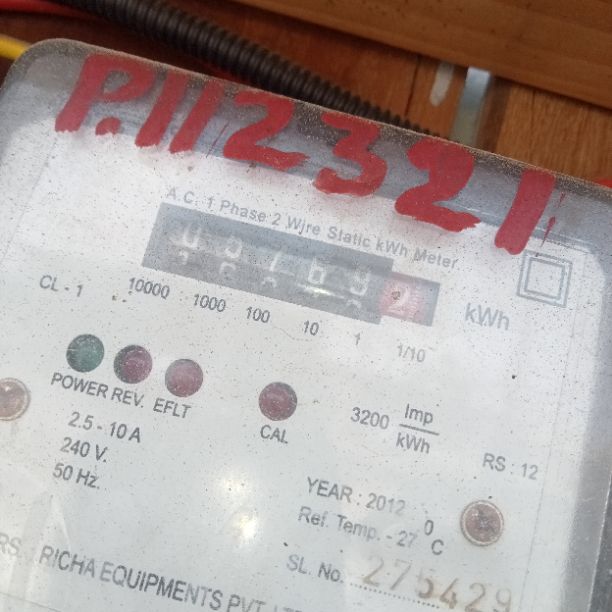 P.112321
A.C. 1 Phase 2 Wire Static kWh Meter
kWh
CL - 1 10000 1000 100 10 1 1/10
POWER REV. EFLT
CAL
3200 Imp/kWh
2.5 - 10 A
240 V.
50 Hz.
RS : 12
YEAR : 2012
Ref. Temp. - 27 °C
SL. No. 275429
RICHA EQUIPMENTS PVT.